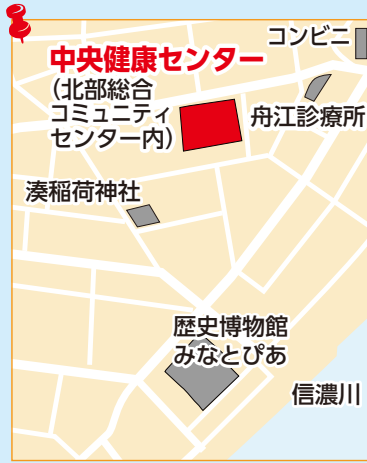 コンビニ
中央健康センター
(北部総合
コミュニティ
センター内)
舟江診療所
湊稲荷神社
歴史博物館
みなとぴあ
信濃川